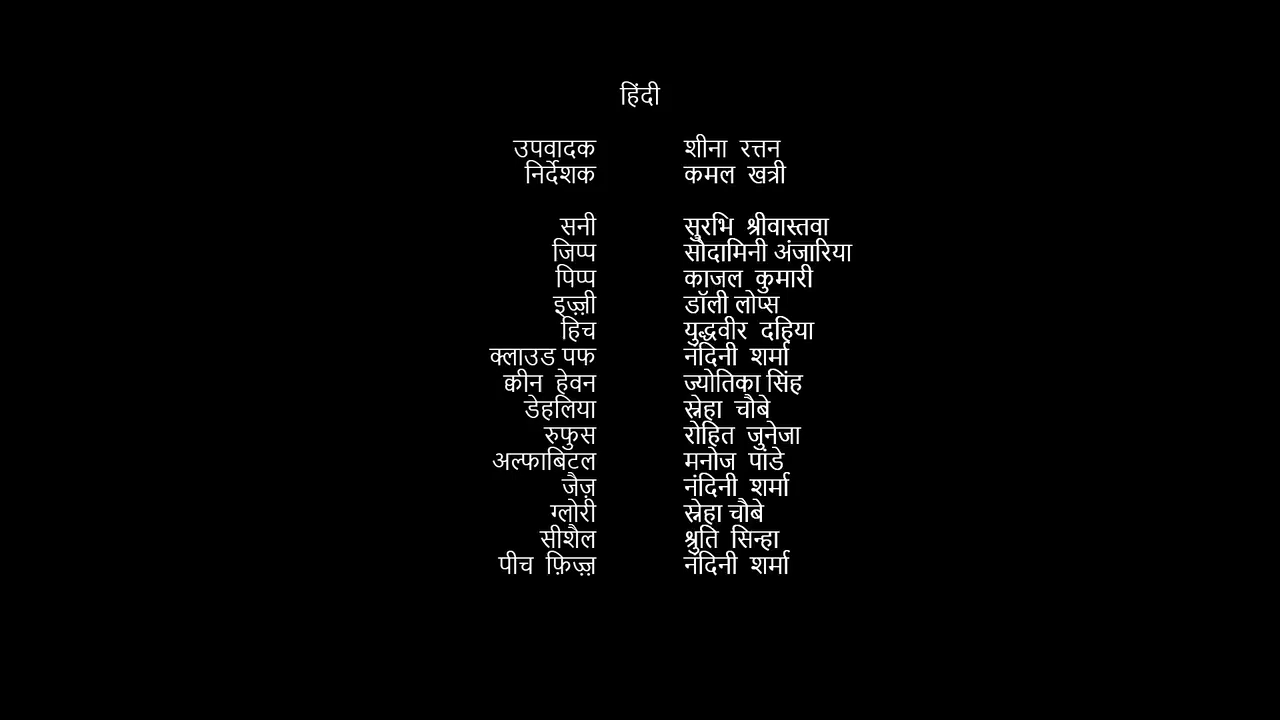 हिंदी
उपवादक शीना रत्तन
निर्देशक कमल खत्री
सनी सुरभि श्रीवास्तवा
जिप्प सौदामिनी अंजारिया
पिप्प काजल कुमारी
इज़्ज़ी डॉली लोप्स
हिच युद्धवीर दहिया
क्लाउड पफ नंदिनी शर्मा
क्वीन हेवन ज्योतिका सिंह
डेहलिया स्नेहा चौबे
रुफुस रोहित जुनेजा
अल्फाबिटल मनोज पांडे
जैज़ नंदिनी शर्मा
ग्लोरी स्नेहा चौबे
सीशैल श्रुति सिन्हा
पीच फ़िज़्ज़ नंदिनी शर्मा